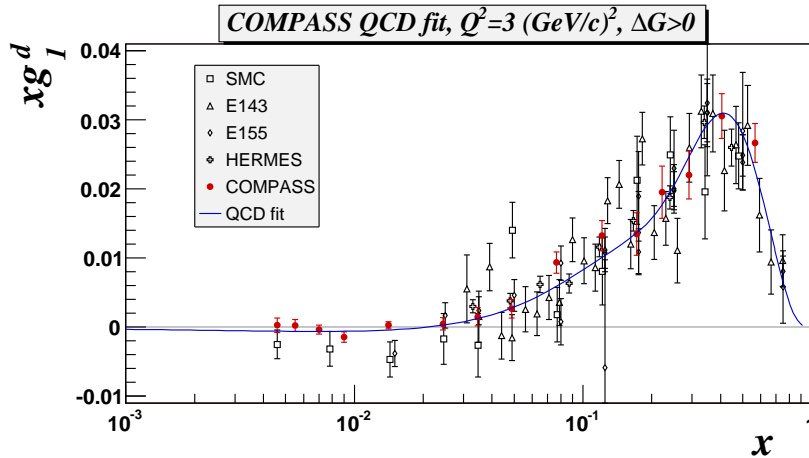 COMPASS QCD fit, Q²=3 (GeV/c)², ΔG>0
xg₁ᵈ
0.04
0.03
0.02
0.01
0
-0.01
SMC
E143
E155
HERMES
COMPASS
QCD fit
10⁻³
10⁻²
10⁻¹
1
x